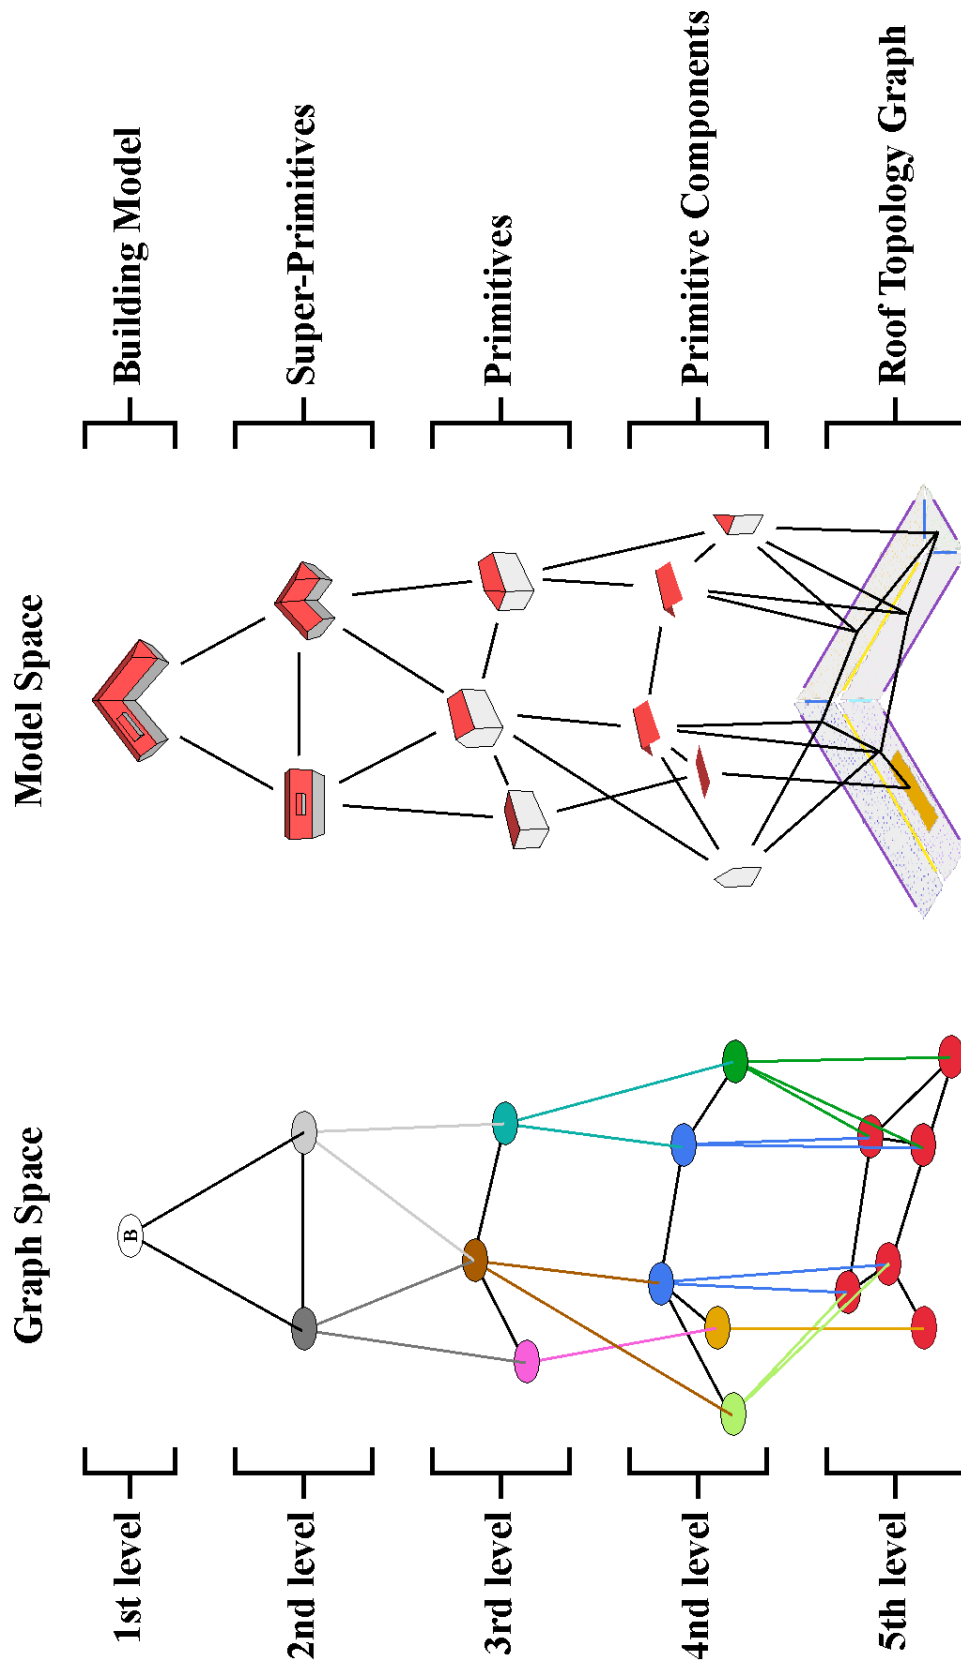 Graph Space
Model Space
1st level
B
Building Model
2nd level
Super-Primitives
3rd level
Primitives
4nd level
Primitive Components
5th level
Roof Topology Graph